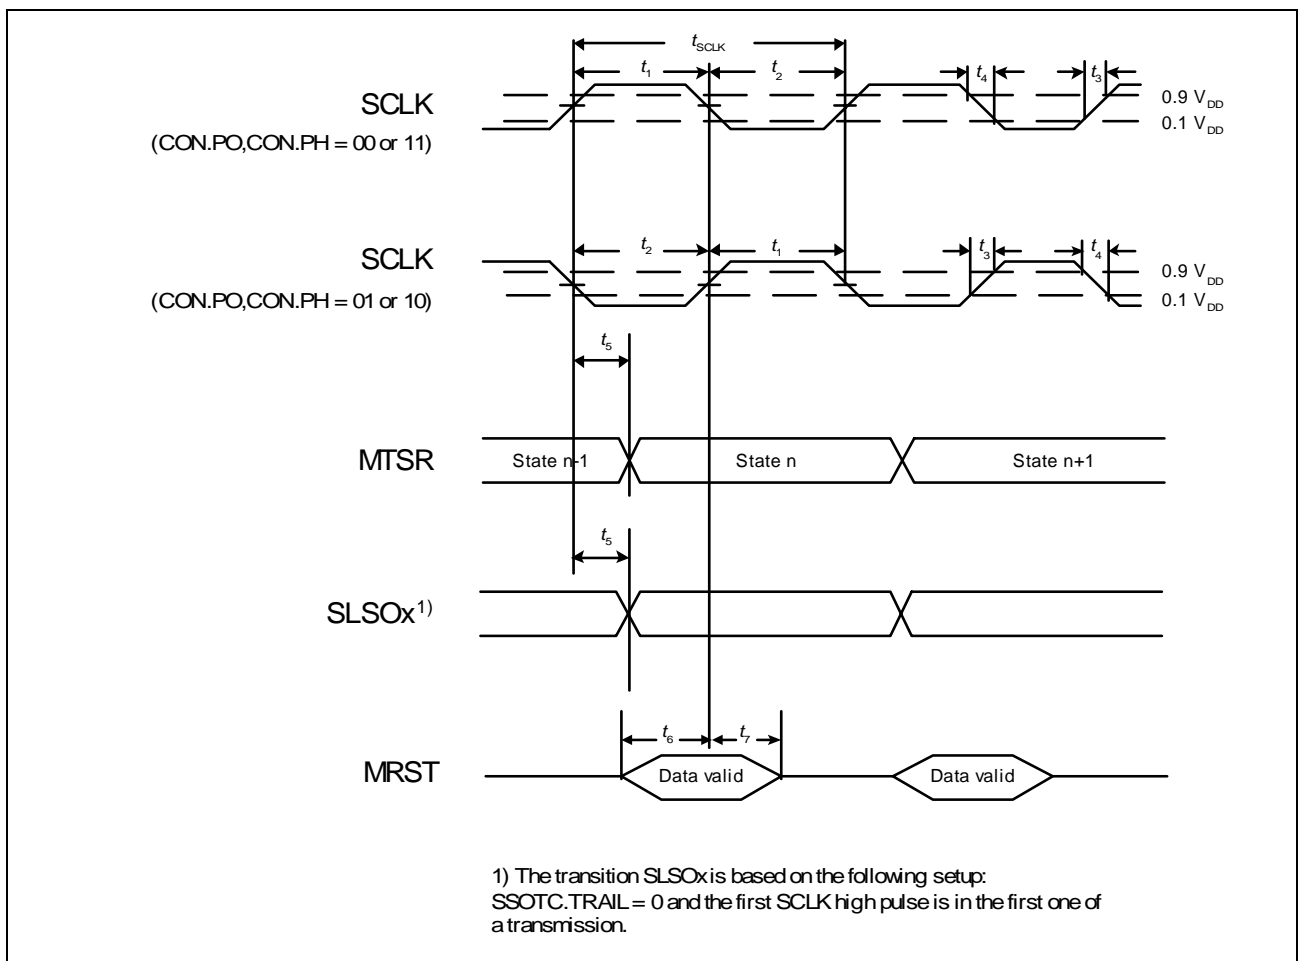 tSCLK
t1 t2 t4 t3
SCLK
0.9 VDD
0.1 VDD
(CON.PO,CON.PH = 00 or 11)
t2 t1 t3 t4
SCLK
0.9 VDD
0.1 VDD
(CON.PO,CON.PH = 01 or 10)
t5
MTSR State n-1 State n State n+1
t5
SLSOx1)
t6 t7
MRST Data valid Data valid
1) The transition SLSOx is based on the following setup:
SSOTC.TRAIL = 0 and the first SCLK high pulse is in the first one of
a transmission.